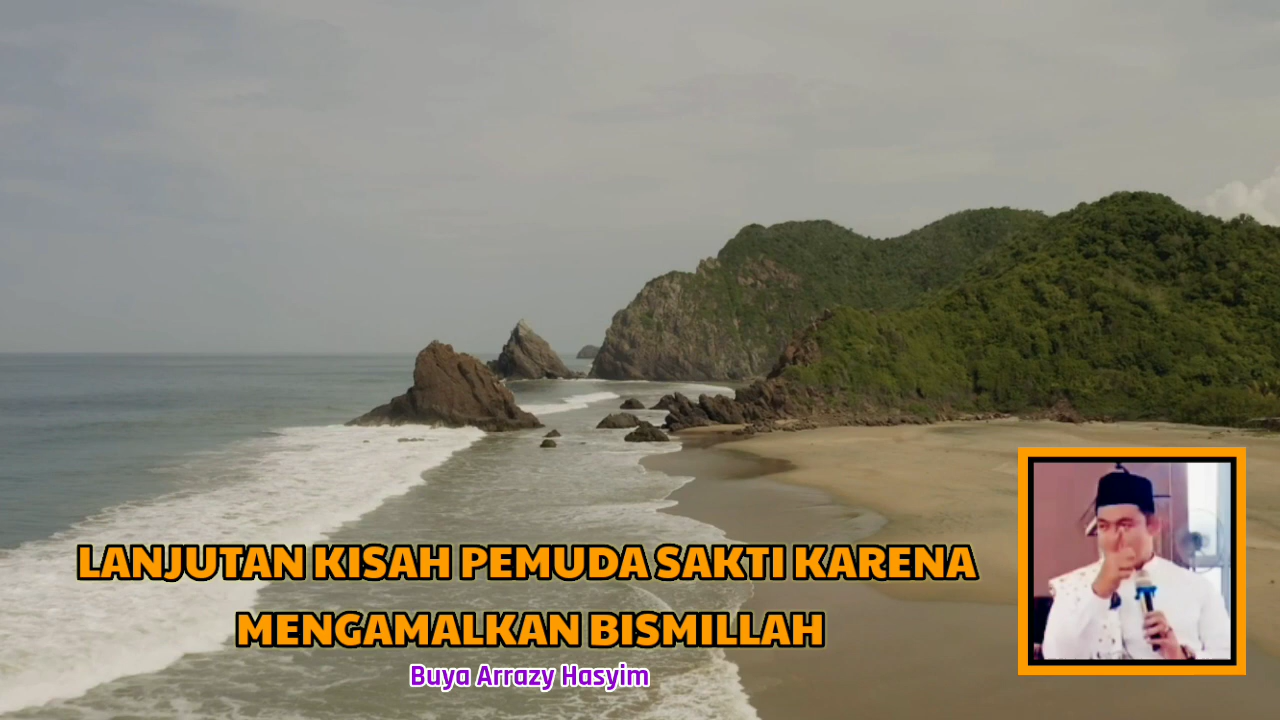 LANJUTAN KISAH PEMUDA SAKTI KARENA
MENGAMALKAN BISMILLAH
Buya Arrazy Hasyim